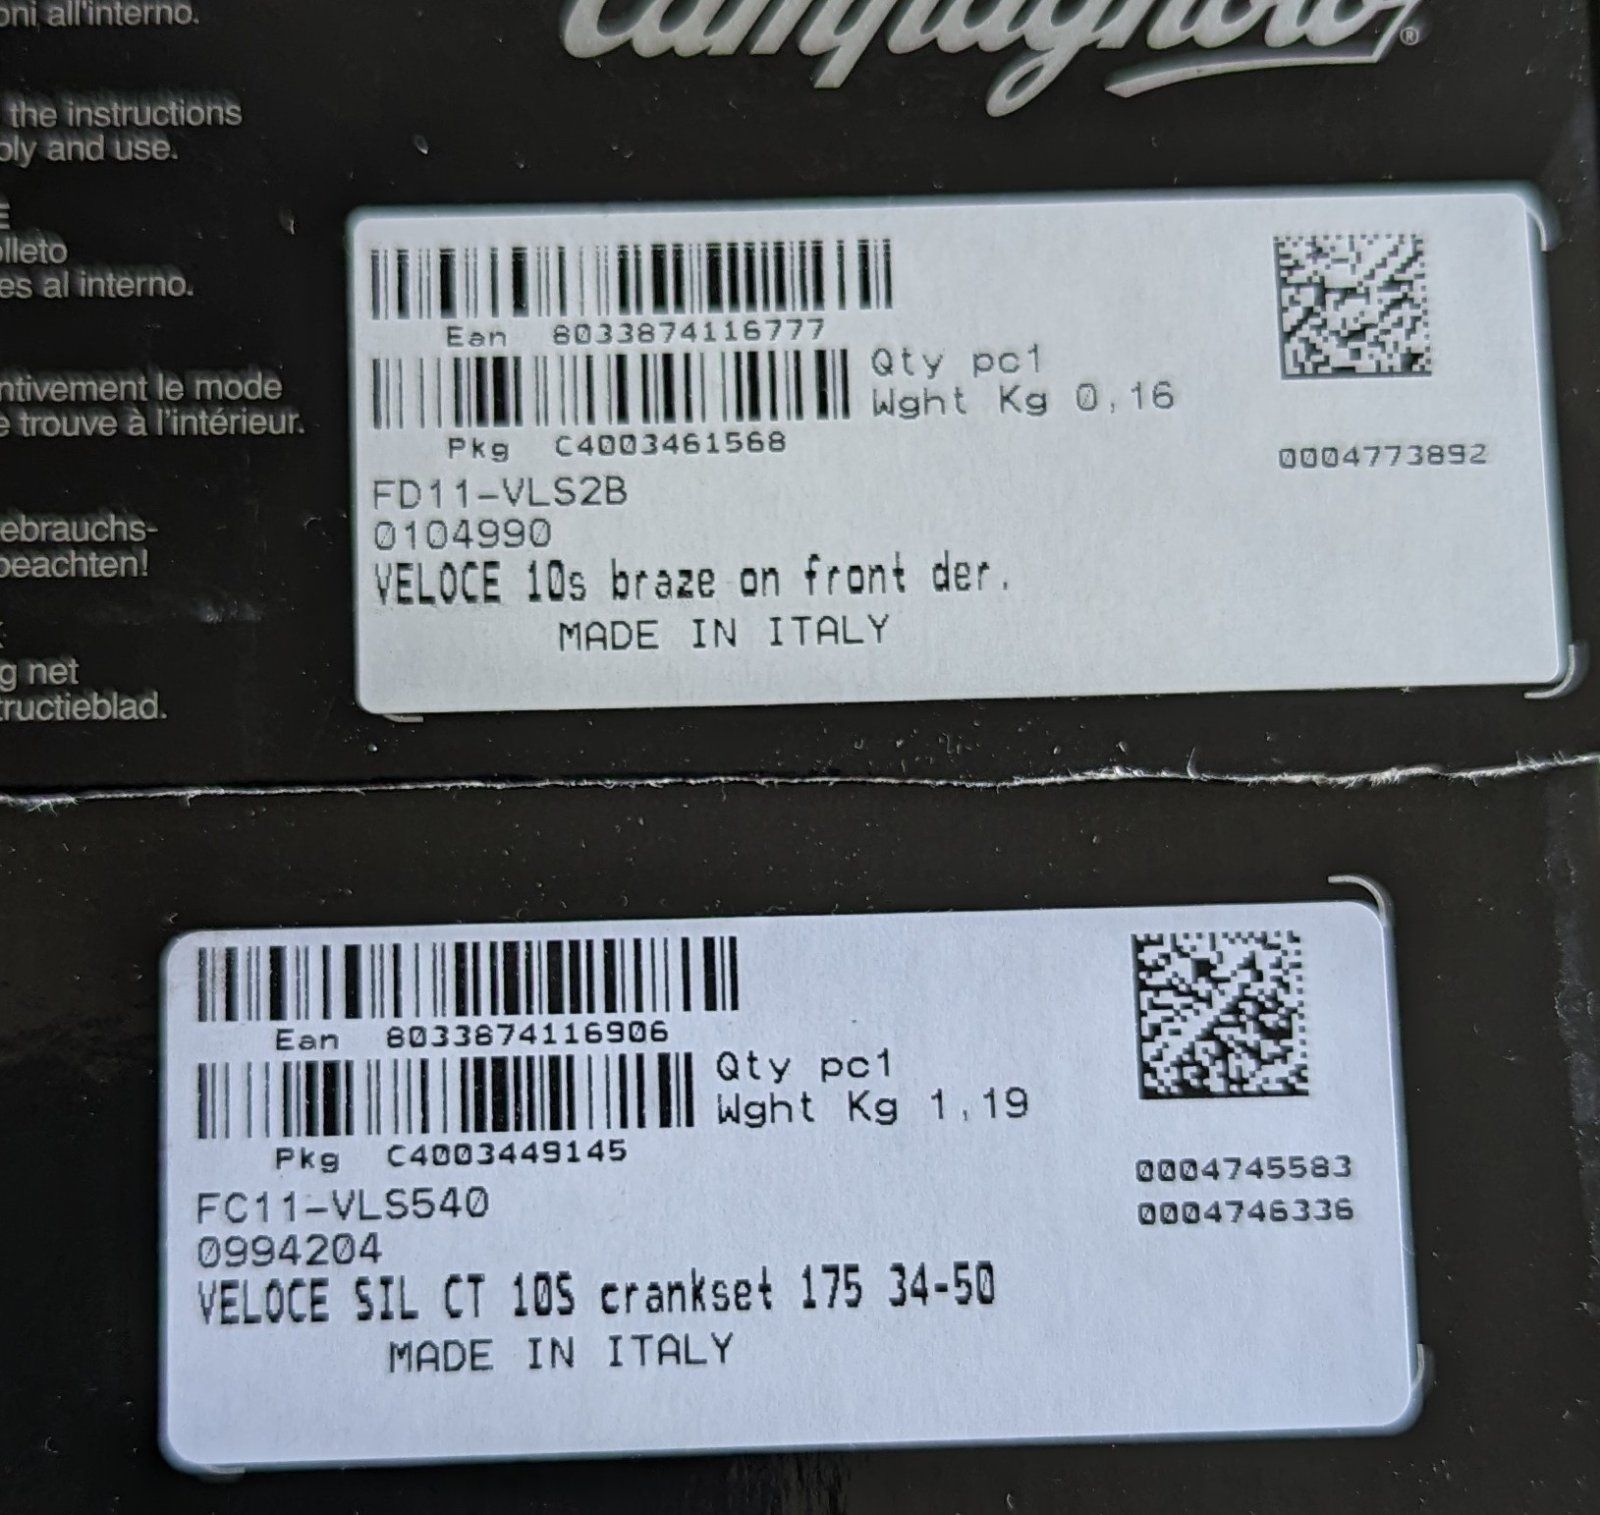 oni all'interno.
the instructions
ply and use.
lleto
es al interno.
ntivement le mode
e trouve à l'intérieur.
ebrauchs-
beachten!
g net
tructieblad.
Campagnolo®
Ean 8033874116777
Qty pc1
Wght Kg 0,16
Pkg C4003461568
0004773892
FD11-VLS2B
0104990
VELOCE 10s braze on front der.
MADE IN ITALY
Ean 8033874116906
Qty pc1
Wght Kg 1,19
Pkg C4003449145
0004745583
0004746336
FC11-VLS540
0994204
VELOCE SIL CT 10S crankset 175 34-50
MADE IN ITALY